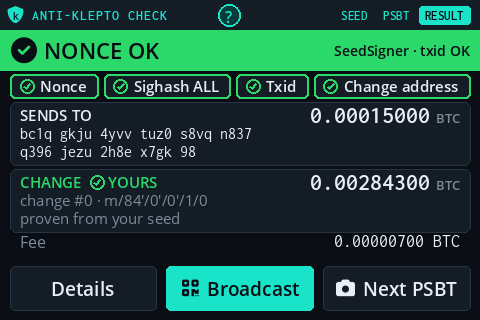 k ANTI-KLEPTO CHECK ? SEED PSBT RESULT
NONCE OK SeedSigner · txid OK
Nonce Sighash ALL Txid Change address
SENDS TO 0.00015000 BTC
bc1q gkju 4yvv tuz0 s8vq n837
q396 jezu 2h8e x7gk 98
CHANGE YOURS 0.00284300 BTC
change #0 · m/84'/0'/0'/1/0
proven from your seed
Fee 0.00000700 BTC
Details Broadcast Next PSBT